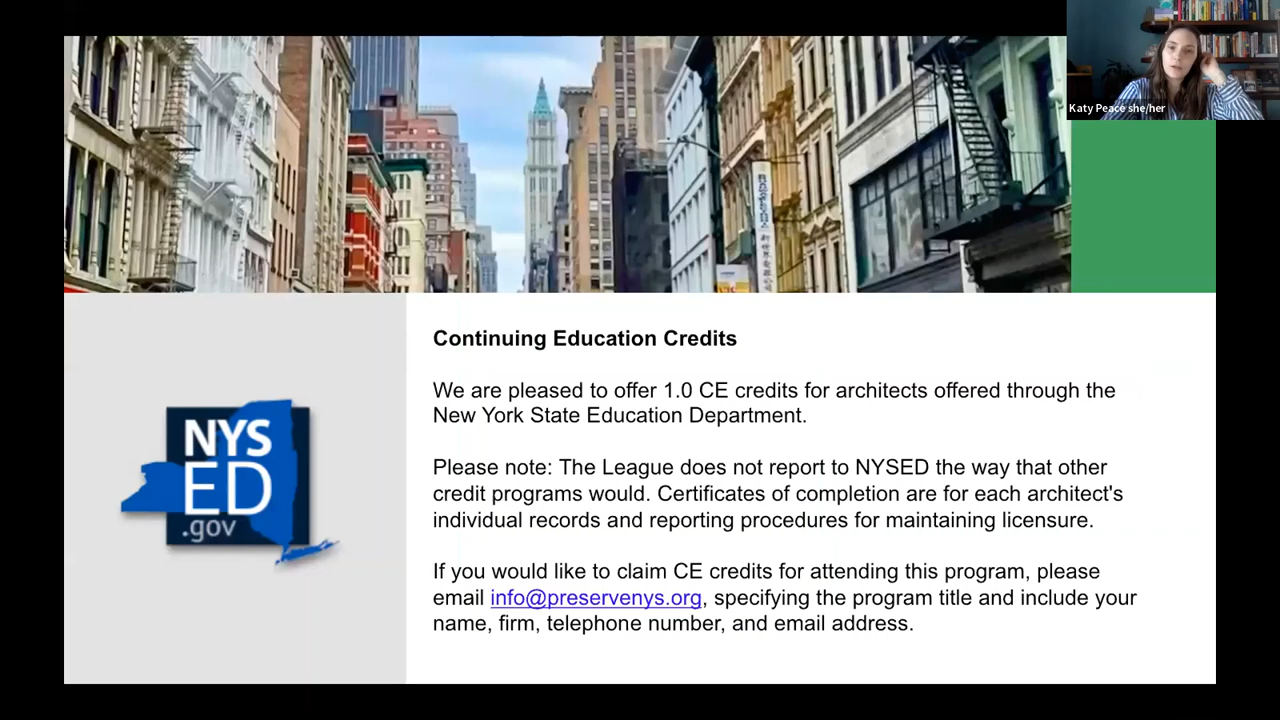 Katy Peace she/her
NYS
ED
.gov
Continuing Education Credits
We are pleased to offer 1.0 CE credits for architects offered through the
New York State Education Department.
Please note: The League does not report to NYSED the way that other
credit programs would. Certificates of completion are for each architect's
individual records and reporting procedures for maintaining licensure.
If you would like to claim CE credits for attending this program, please
email info@preservenys.org, specifying the program title and include your
name, firm, telephone number, and email address.